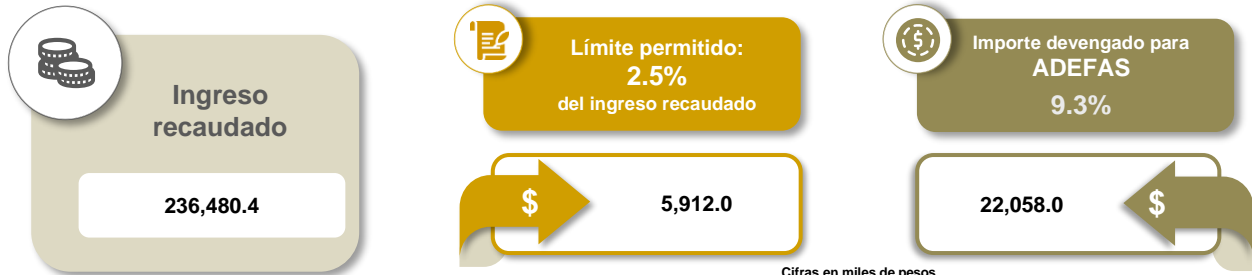 Ingreso
recaudado
236,480.4
Límite permitido:
2.5%
del ingreso recaudado
$
5,912.0
Importe devengado para
ADEFAS
9.3%
22,058.0
$
Cifras en miles de pesos